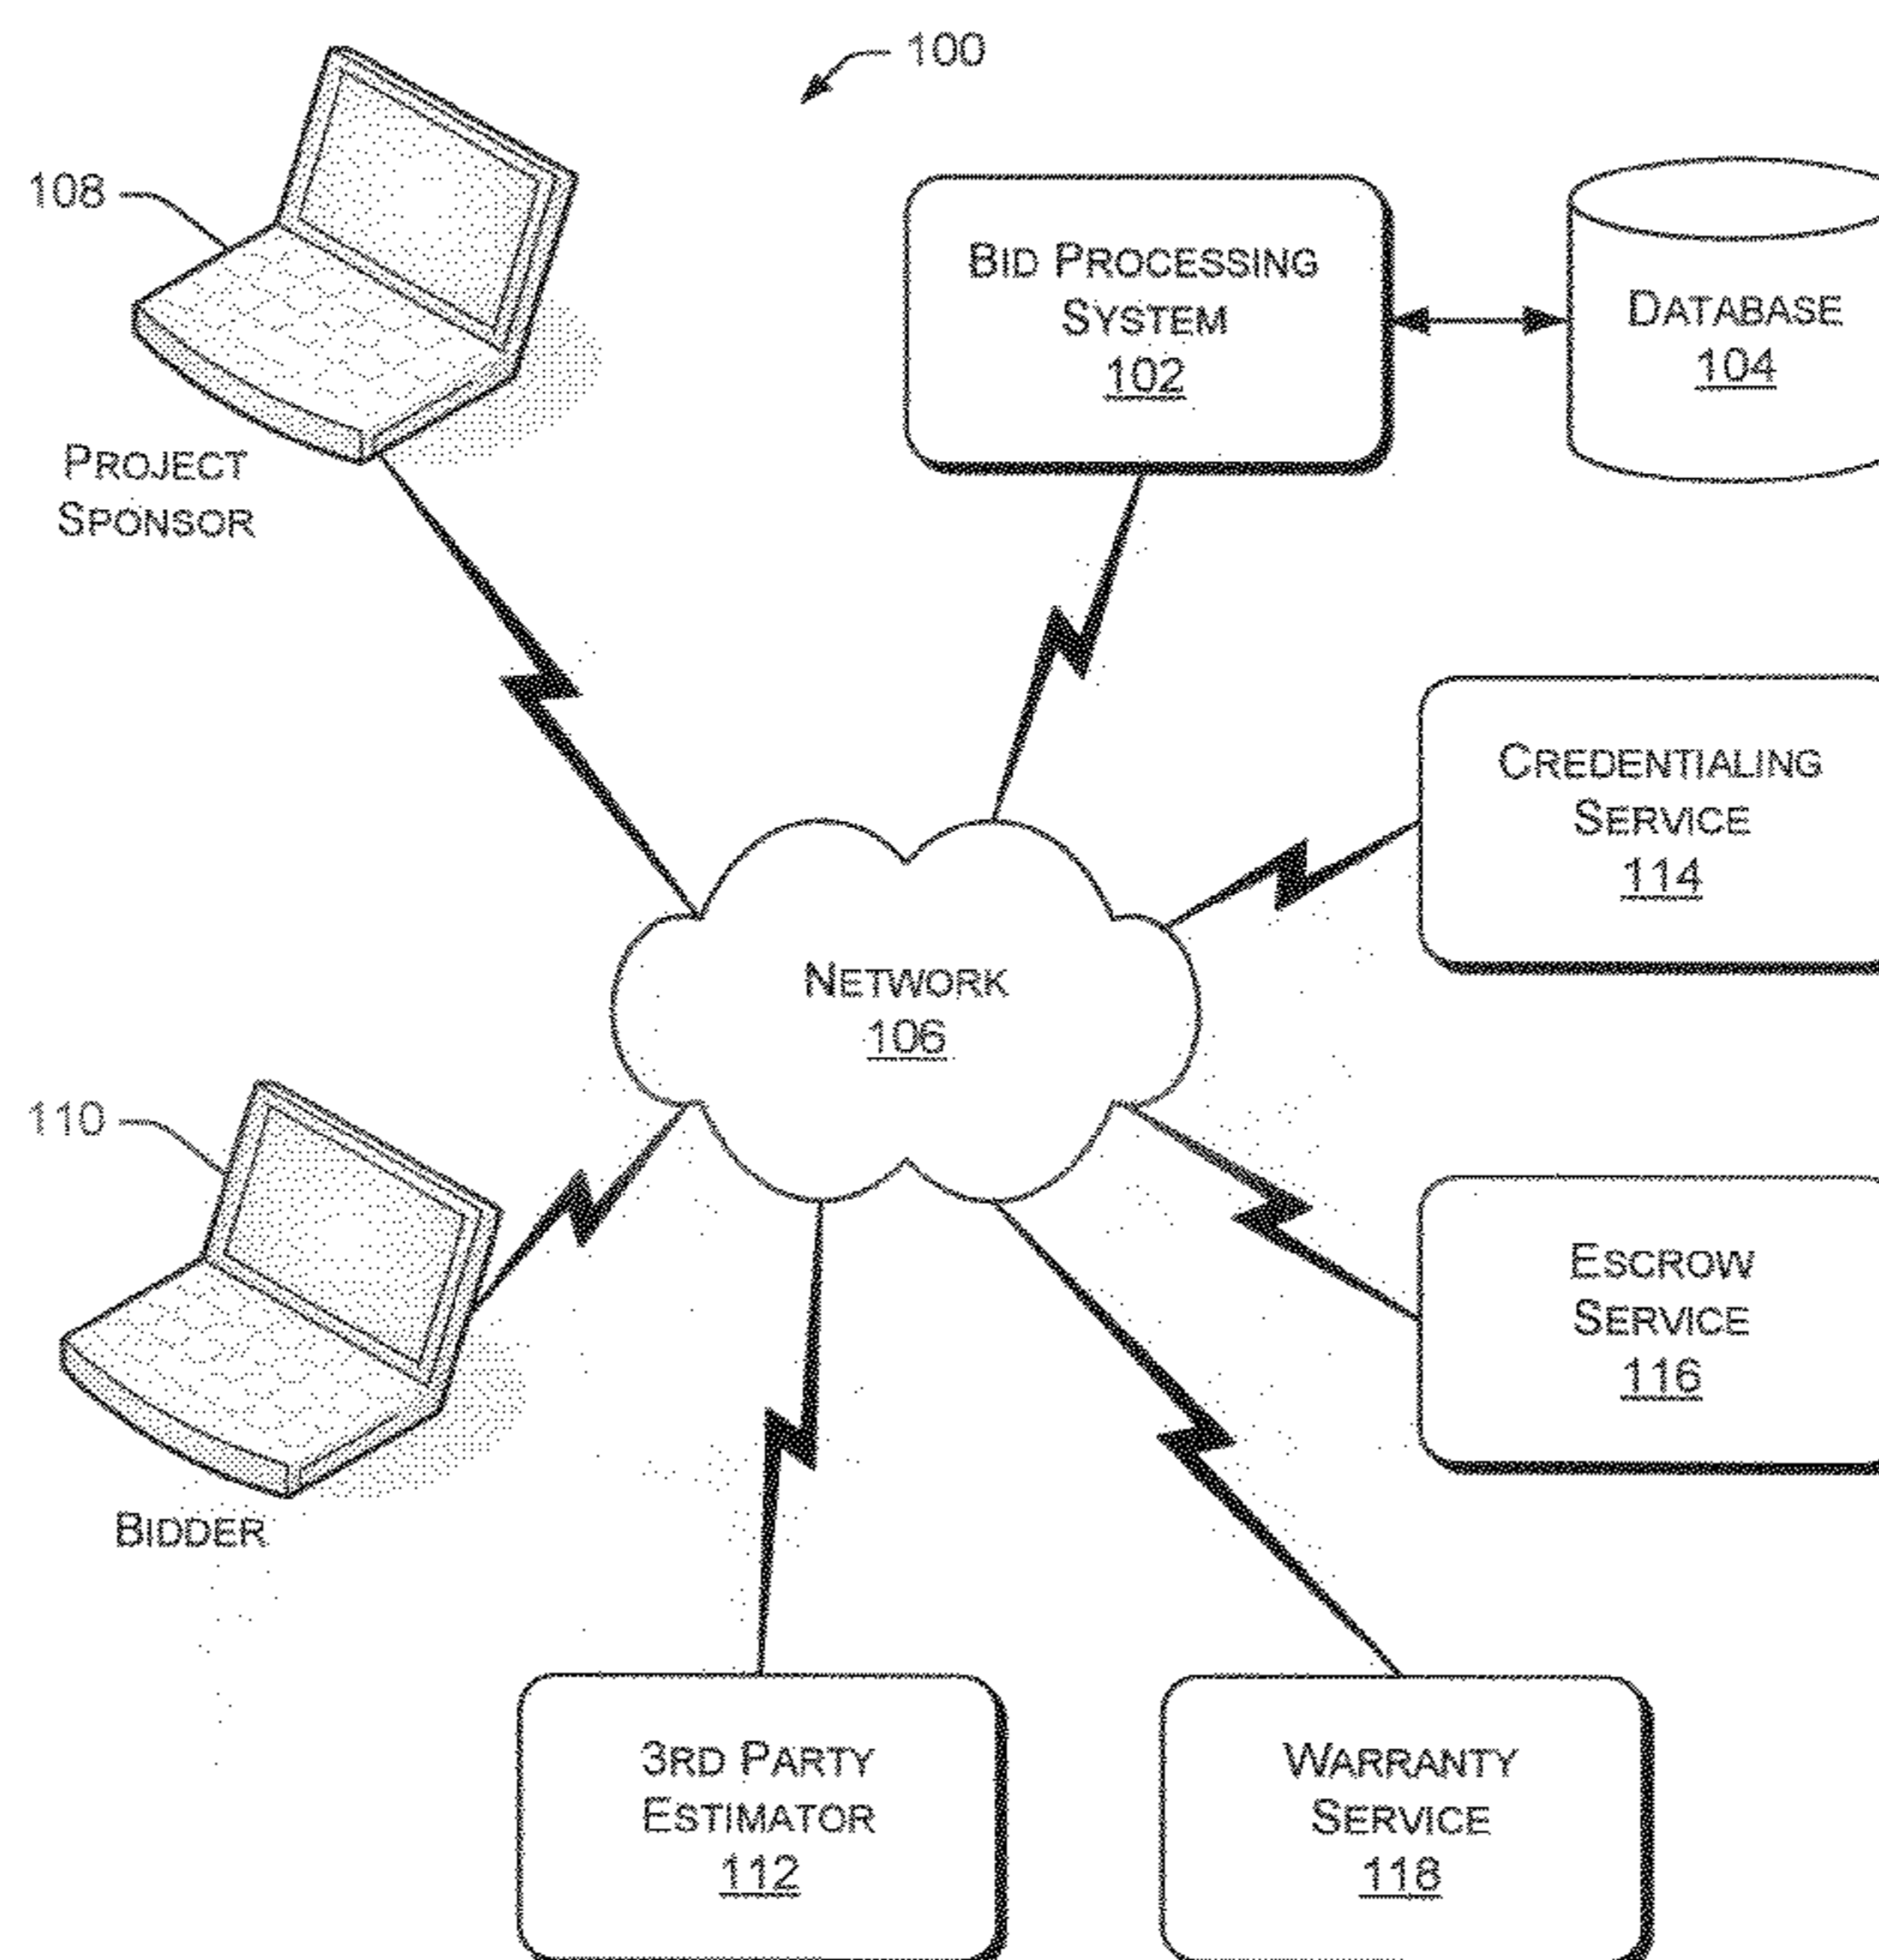 100
108
BID PROCESSING
SYSTEM
102
DATABASE
104
PROJECT
SPONSOR
CREDENTIALING
SERVICE
114
NETWORK
106
110
ESCROW
SERVICE
116
BIDDER
3RD PARTY
ESTIMATOR
112
WARRANTY
SERVICE
118